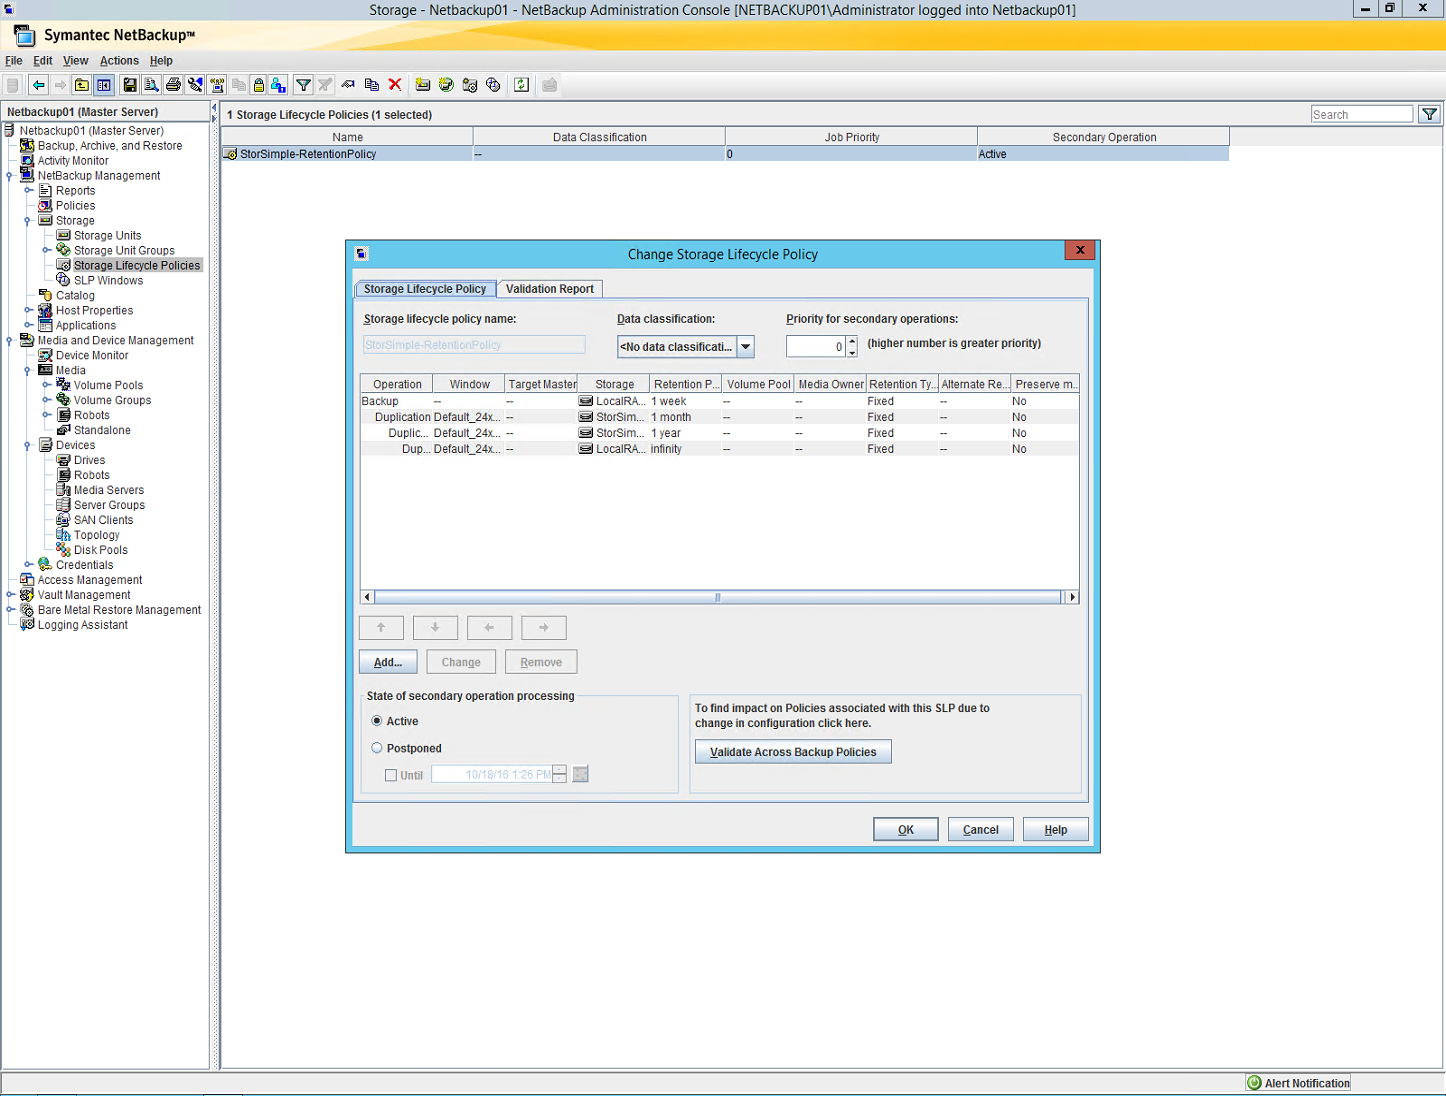 Storage - Netbackup01 - NetBackup Administration Console [NETBACKUP01\Administrator logged into Netbackup01]
Symantec NetBackup™
File Edit View Actions Help
Netbackup01 (Master Server)
Netbackup01 (Master Server)
Backup, Archive, and Restore
Activity Monitor
NetBackup Management
Reports
Policies
Storage
Storage Units
Storage Unit Groups
Storage Lifecycle Policies
SLP Windows
Catalog
Host Properties
Applications
Media and Device Management
Device Monitor
Media
Volume Pools
Volume Groups
Robots
Standalone
Devices
Drives
Robots
Media Servers
Server Groups
SAN Clients
Topology
Disk Pools
Credentials
Access Management
Vault Management
Bare Metal Restore Management
Logging Assistant
1 Storage Lifecycle Policies (1 selected)
Search
Name Data Classification Job Priority Secondary Operation
StorSimple-RetentionPolicy -- 0 Active
Change Storage Lifecycle Policy
Storage Lifecycle Policy Validation Report
Storage lifecycle policy name: Data classification: Priority for secondary operations:
StorSimple-RetentionPolicy <No data classificati... 0 (higher number is greater priority)
Operation Window Target Master Storage Retention P... Volume Pool Media Owner Retention Ty... Alternate Re... Preserve m...
Backup -- -- LocalRA... 1 week -- -- Fixed -- No
Duplication Default_24x... -- StorSim... 1 month -- -- Fixed -- No
Duplic... Default_24x... -- StorSim... 1 year -- -- Fixed -- No
Dup... Default_24x... -- LocalRA... infinity -- -- Fixed -- No
Add... Change Remove
State of secondary operation processing
Active
Postponed
Until 10/18/16 1:26 PM
To find impact on Policies associated with this SLP due to
change in configuration click here.
Validate Across Backup Policies
OK Cancel Help
Alert Notification